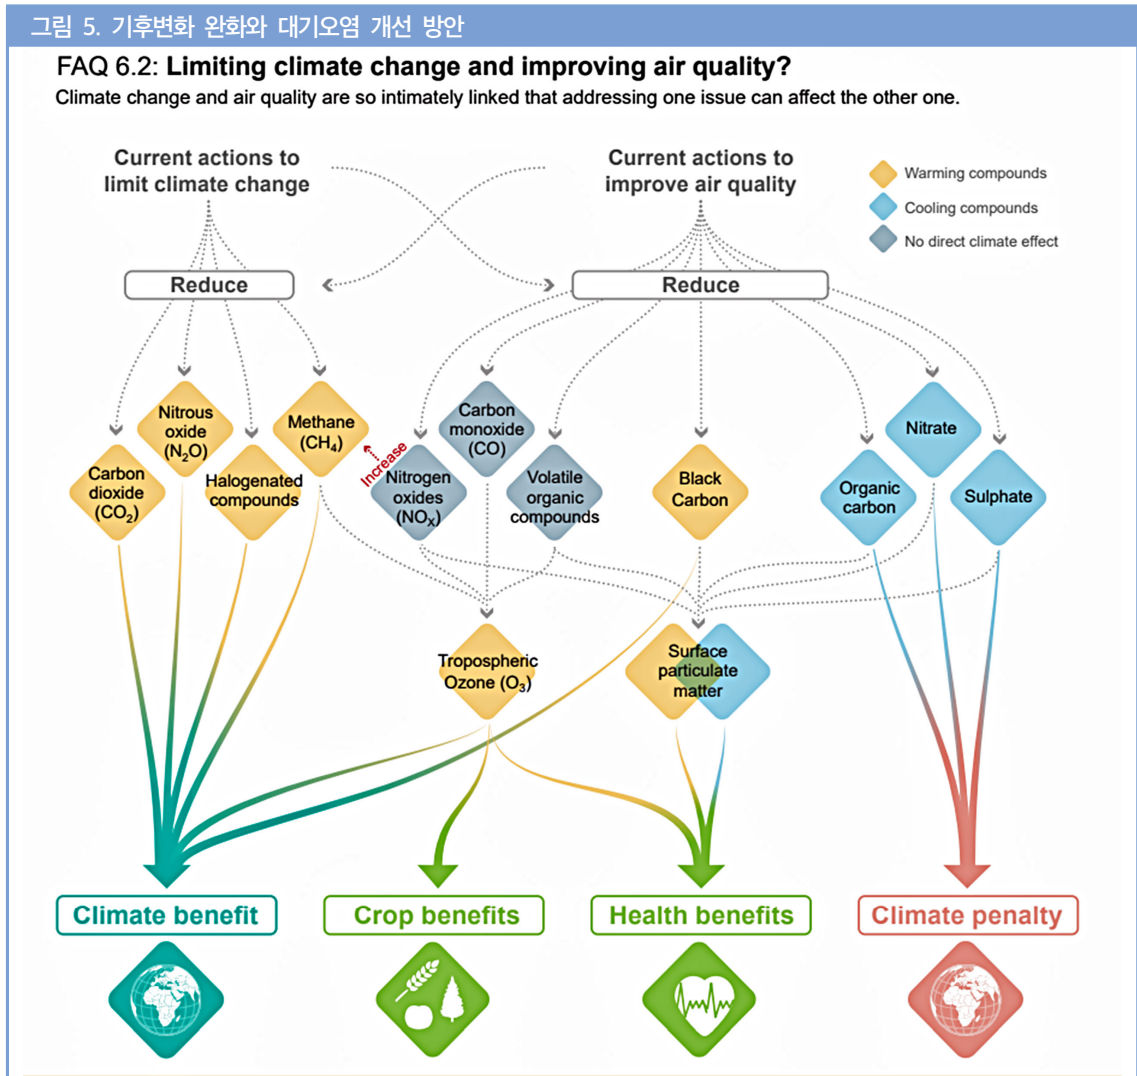 그림 5. 기후변화 완화와 대기오염 개선 방안
FAQ 6.2: Limiting climate change and improving air quality?
Climate change and air quality are so intimately linked that addressing one issue can affect the other one.
Current actions to
limit climate change
Current actions to
improve air quality
Warming compounds
Cooling compounds
No direct climate effect
Reduce
Reduce
Nitrous
oxide
(N₂O)
Methane
(CH₄)
Carbon
monoxide
(CO)
Nitrate
Increase
Carbon
dioxide
(CO₂)
Halogenated
compounds
Nitrogen
oxides
(NOₓ)
Volatile
organic
compounds
Black
Carbon
Organic
carbon
Sulphate
Tropospheric
Ozone (O₃)
Surface
particulate
matter
Climate benefit
Crop benefits
Health benefits
Climate penalty